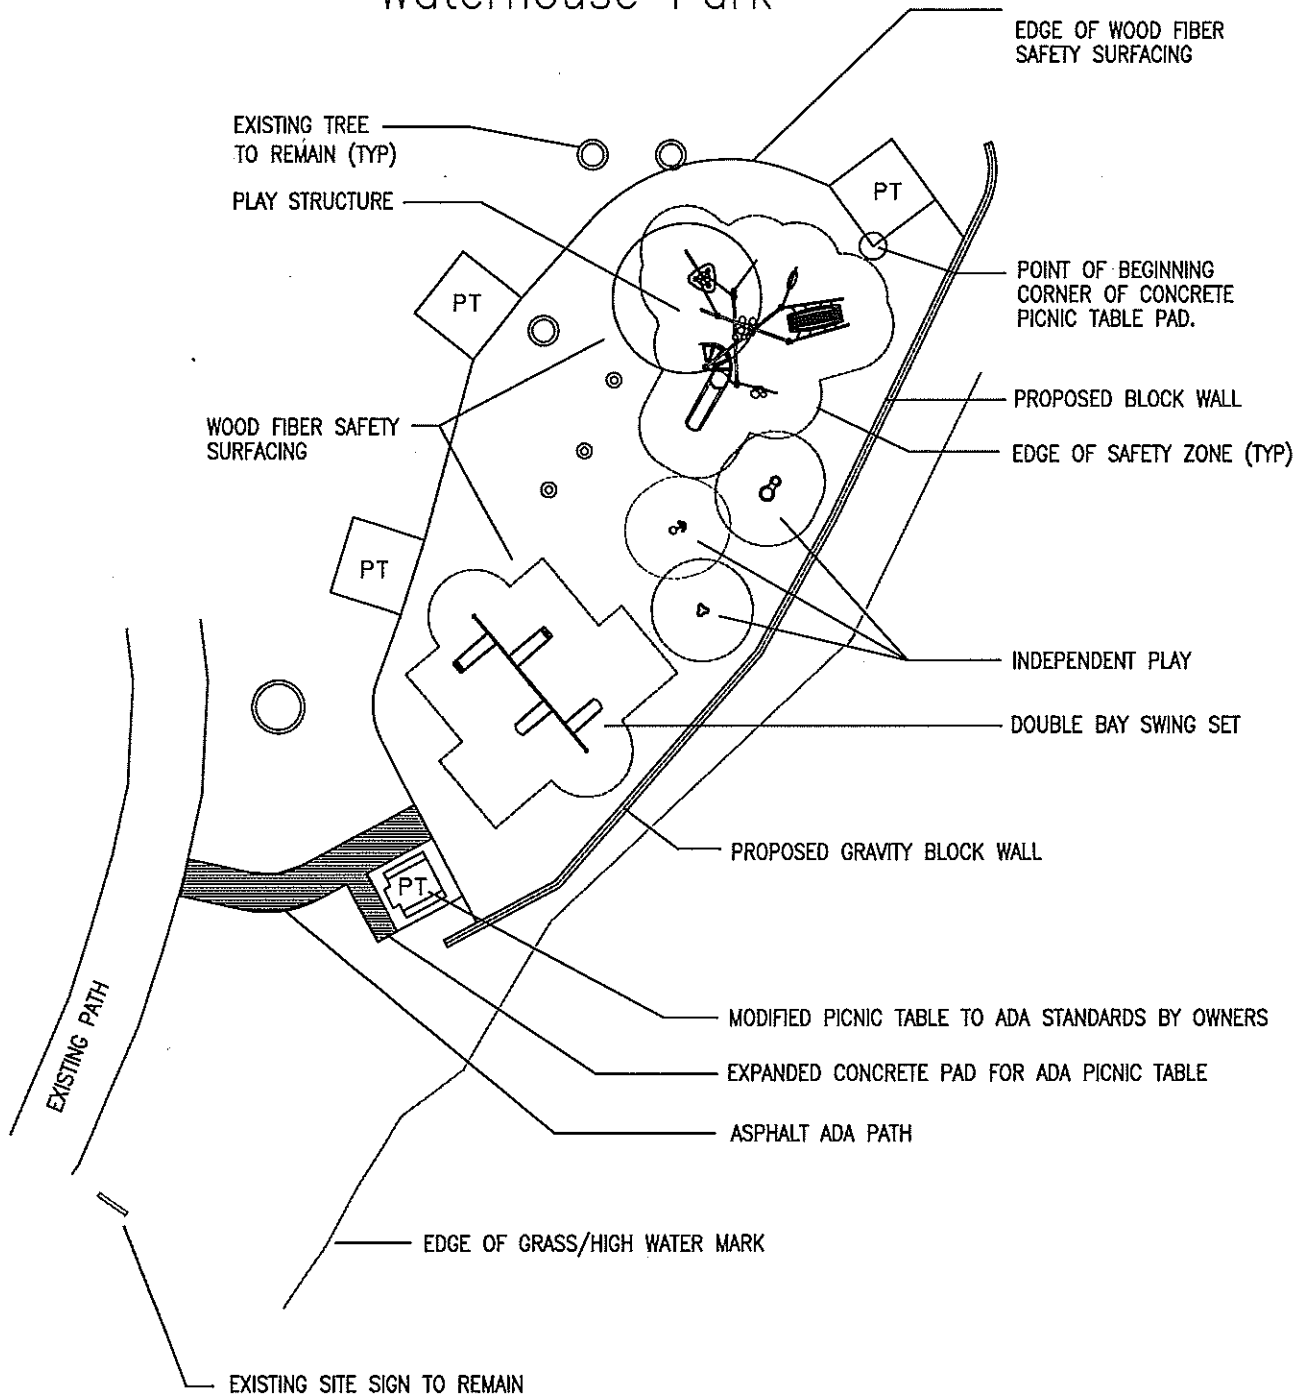 Waterhouse Park
EDGE OF WOOD FIBER
SAFETY SURFACING
EXISTING TREE
TO REMAIN (TYP)
PLAY STRUCTURE
PT
PT
POINT OF BEGINNING
CORNER OF CONCRETE
PICNIC TABLE PAD.
PROPOSED BLOCK WALL
WOOD FIBER SAFETY
SURFACING
EDGE OF SAFETY ZONE (TYP)
PT
INDEPENDENT PLAY
DOUBLE BAY SWING SET
PROPOSED GRAVITY BLOCK WALL
PT
EXISTING PATH
MODIFIED PICNIC TABLE TO ADA STANDARDS BY OWNERS
EXPANDED CONCRETE PAD FOR ADA PICNIC TABLE
ASPHALT ADA PATH
EDGE OF GRASS/HIGH WATER MARK
EXISTING SITE SIGN TO REMAIN